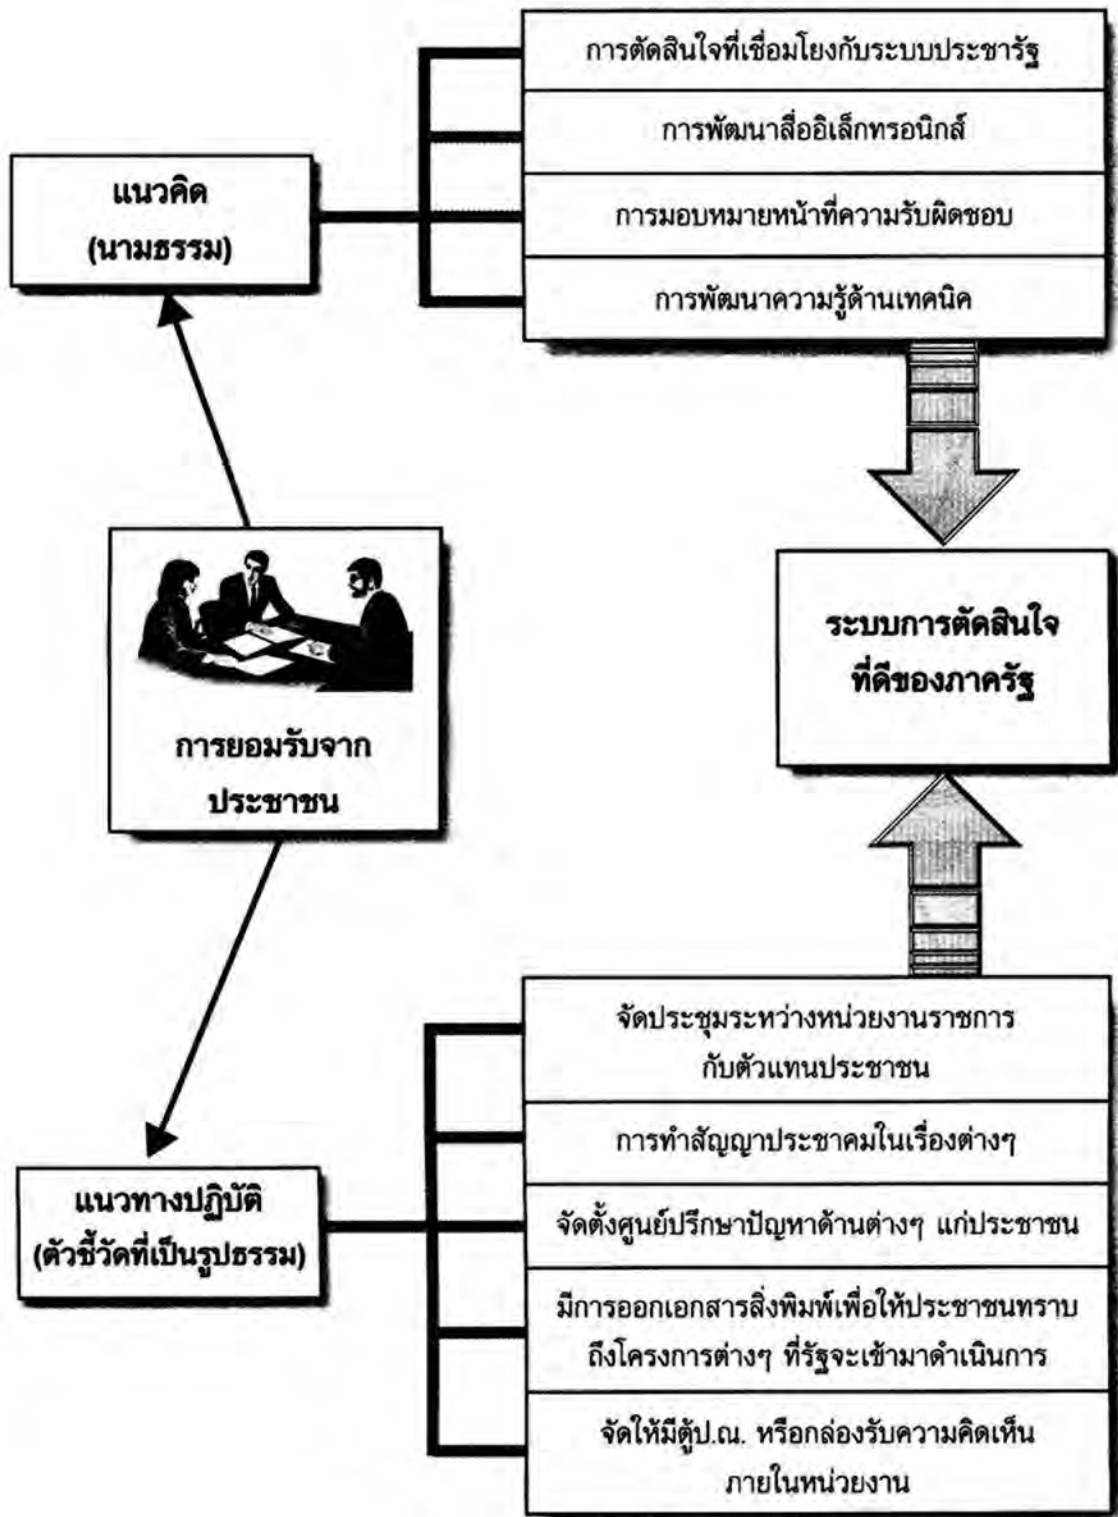 การตัดสินใจที่เชื่อมโยงกับระบบประชารัฐ
การพัฒนาสื่ออิเล็กทรอนิกส์
การมอบหมายหน้าที่ความรับผิดชอบ
การพัฒนาความรู้ด้านเทคนิค
แนวคิด
(นามธรรม)
การยอมรับจาก
ประชาชน
ระบบการตัดสินใจ
ที่ดีของภาครัฐ
แนวทางปฏิบัติ
(ตัวชี้วัดที่เป็นรูปธรรม)
จัดประชุมระหว่างหน่วยงานราชการ
กับตัวแทนประชาชน
การทำสัญญาประชาคมในเรื่องต่างๆ
จัดตั้งศูนย์ปรึกษาปัญหาด้านต่างๆ แก่ประชาชน
มีการออกเอกสารสิ่งพิมพ์เพื่อให้ประชาชนทราบ
ถึงโครงการต่างๆ ที่รัฐจะเข้ามาดำเนินการ
จัดให้มีตู้ป.ณ. หรือกล่องรับความคิดเห็น
ภายในหน่วยงาน